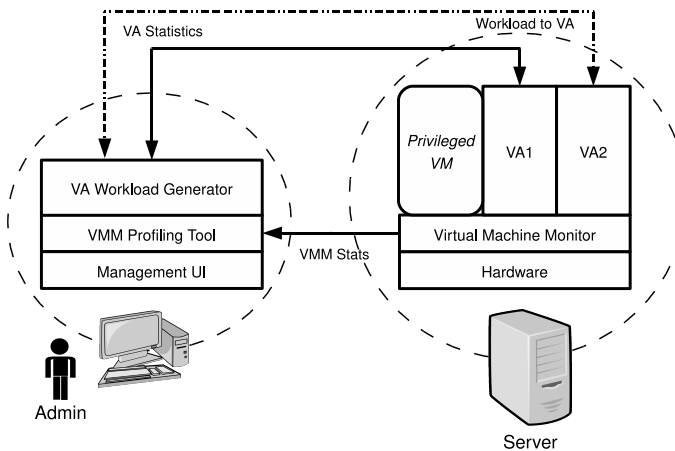 Workload to VA
VA Statistics
Privileged
VM
VA1
VA2
VA Workload Generator
VMM Profiling Tool
Management UI
VMM Stats
Virtual Machine Monitor
Hardware
Admin
Server